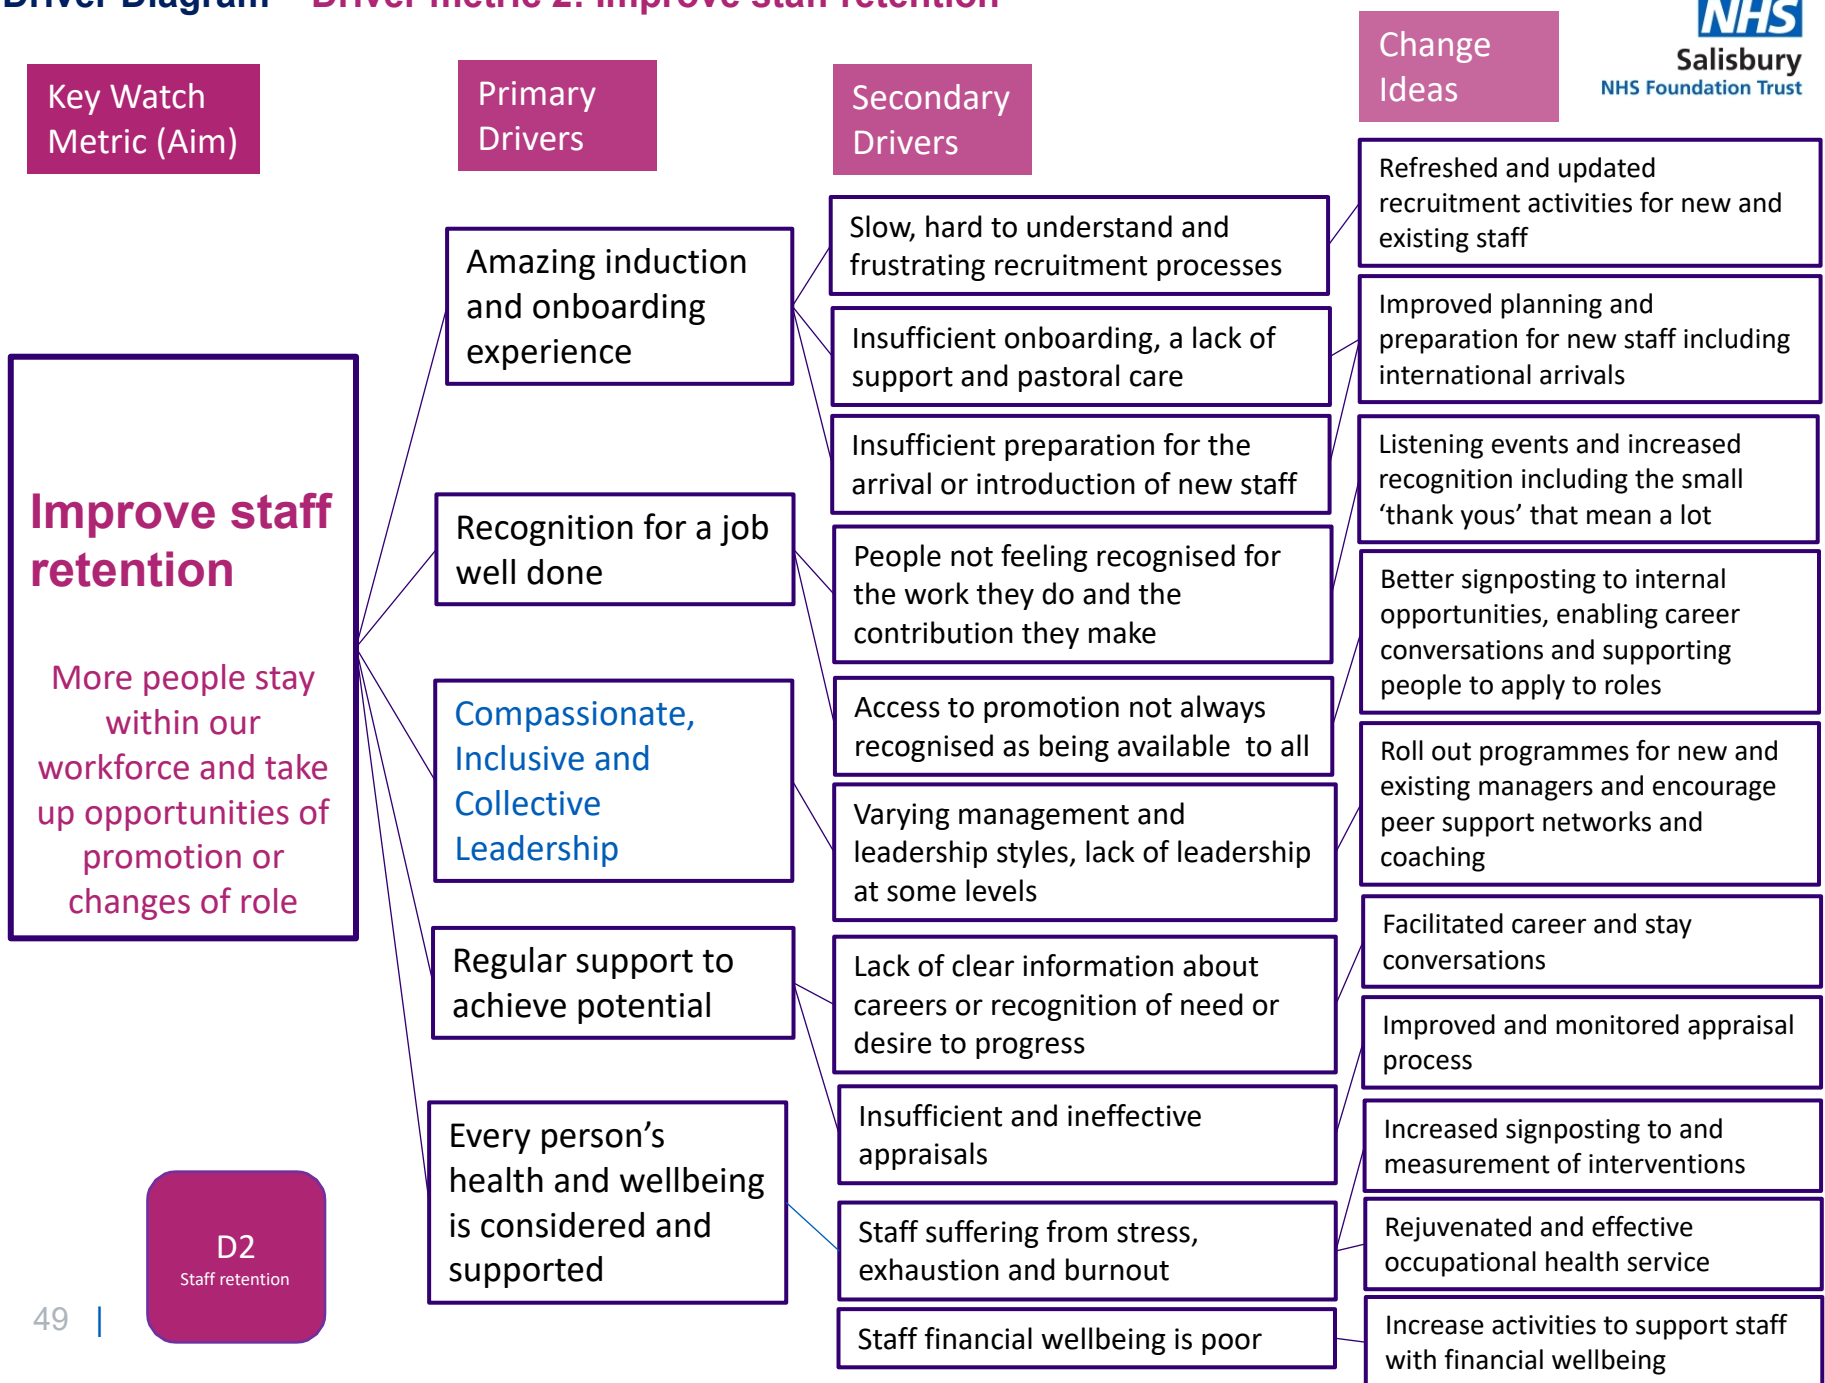 Driver Diagram – Driver metric 2: Improve staff retention
NHS
Salisbury
NHS Foundation Trust
Key Watch
Metric (Aim)
Primary
Drivers
Secondary
Drivers
Change
Ideas
Improve staff
retention
More people stay
within our
workforce and take
up opportunities of
promotion or
changes of role
Amazing induction
and onboarding
experience
Recognition for a job
well done
Compassionate,
Inclusive and
Collective
Leadership
Regular support to
achieve potential
Every person’s
health and wellbeing
is considered and
supported
Slow, hard to understand and
frustrating recruitment processes
Insufficient onboarding, a lack of
support and pastoral care
Insufficient preparation for the
arrival or introduction of new staff
People not feeling recognised for
the work they do and the
contribution they make
Access to promotion not always
recognised as being available  to all
Varying management and
leadership styles, lack of leadership
at some levels
Lack of clear information about
careers or recognition of need or
desire to progress
Insufficient and ineffective
appraisals
Staff suffering from stress,
exhaustion and burnout
Staff financial wellbeing is poor
Refreshed and updated
recruitment activities for new and
existing staff
Improved planning and
preparation for new staff including
international arrivals
Listening events and increased
recognition including the small
‘thank yous’ that mean a lot
Better signposting to internal
opportunities, enabling career
conversations and supporting
people to apply to roles
Roll out programmes for new and
existing managers and encourage
peer support networks and
coaching
Facilitated career and stay
conversations
Improved and monitored appraisal
process
Increased signposting to and
measurement of interventions
Rejuvenated and effective
occupational health service
Increase activities to support staff
with financial wellbeing
D2
Staff retention
49 |